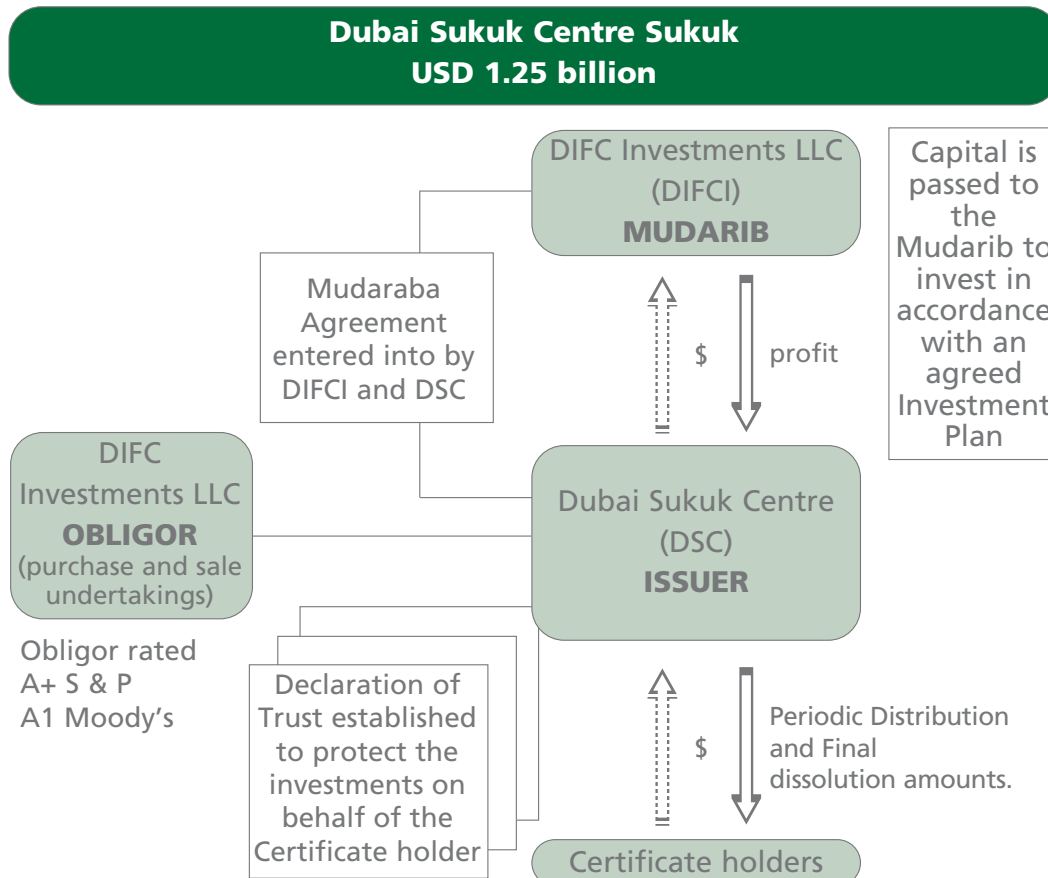 Dubai Sukuk Centre Sukuk
USD 1.25 billion
DIFC Investments LLC
(DIFCI)
MUDARIB
Capital is
passed to
the
Mudarib to
invest in
accordance
with an
agreed
Investment
Plan
Mudaraba
Agreement
entered into by
DIFCI and DSC
$
profit
DIFC
Investments LLC
OBLIGOR
(purchase and sale
undertakings)
Dubai Sukuk Centre
(DSC)
ISSUER
Obligor rated
A+ S & P
A1 Moody's
Declaration of
Trust established
to protect the
investments on
behalf of the
Certificate holder
$
Periodic Distribution
and Final
dissolution amounts.
Certificate holders